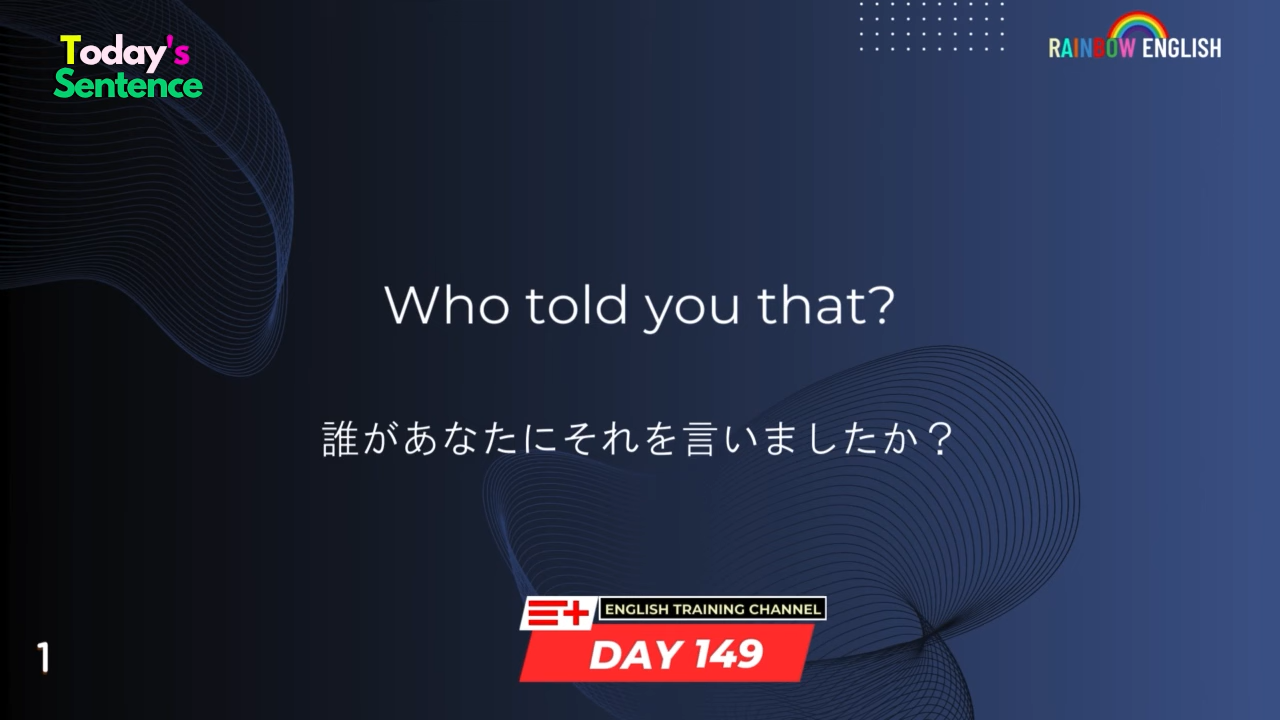 Today's
Sentence
RAINBOW ENGLISH
Who told you that?
誰があなたにそれを言いましたか？
ENGLISH TRAINING CHANNEL
DAY 149
1